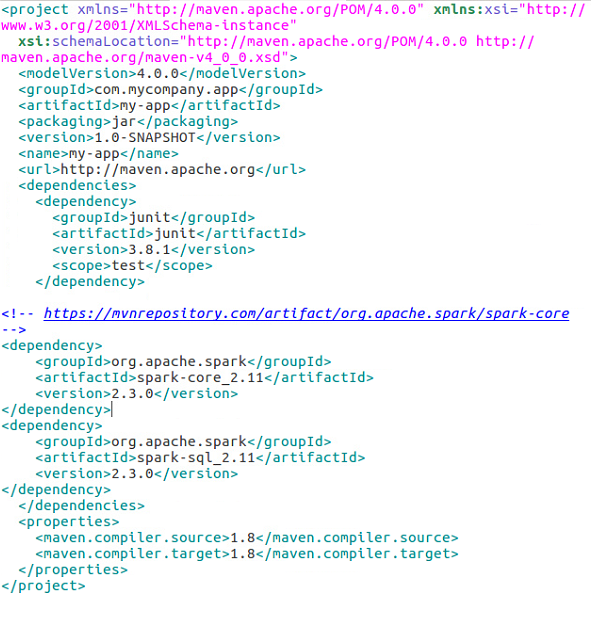 <project xmlns="http://maven.apache.org/POM/4.0.0" xmlns:xsi="http://
www.w3.org/2001/XMLSchema-instance"
  xsi:schemaLocation="http://maven.apache.org/POM/4.0.0 http://
maven.apache.org/maven-v4_0_0.xsd">
  <modelVersion>4.0.0</modelVersion>
  <groupId>com.mycompany.app</groupId>
  <artifactId>my-app</artifactId>
  <packaging>jar</packaging>
  <version>1.0-SNAPSHOT</version>
  <name>my-app</name>
  <url>http://maven.apache.org</url>
  <dependencies>
    <dependency>
      <groupId>junit</groupId>
      <artifactId>junit</artifactId>
      <version>3.8.1</version>
      <scope>test</scope>
    </dependency>

<!-- https://mvnrepository.com/artifact/org.apache.spark/spark-core
-->
<dependency>
    <groupId>org.apache.spark</groupId>
    <artifactId>spark-core_2.11</artifactId>
    <version>2.3.0</version>
</dependency>
<dependency>
    <groupId>org.apache.spark</groupId>
    <artifactId>spark-sql_2.11</artifactId>
    <version>2.3.0</version>
</dependency>
  </dependencies>
  <properties>
    <maven.compiler.source>1.8</maven.compiler.source>
    <maven.compiler.target>1.8</maven.compiler.target>
  </properties>
</project>